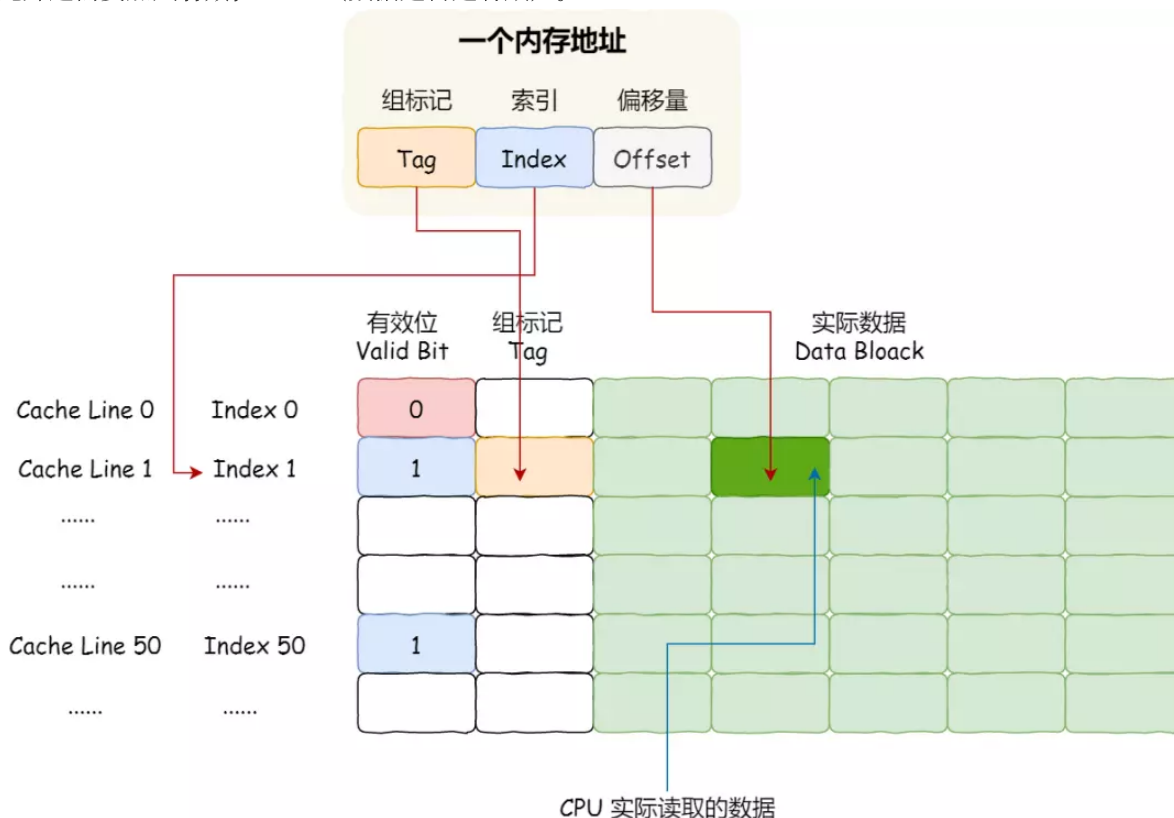 一个内存地址
组标记 索引 偏移量
Tag Index Offset
有效位 组标记 实际数据
Valid Bit Tag Data Bloack
Cache Line 0 Index 0 0
Cache Line 1 Index 1 1
...... ......
...... ......
Cache Line 50 Index 50 1
...... ......
CPU 实际读取的数据